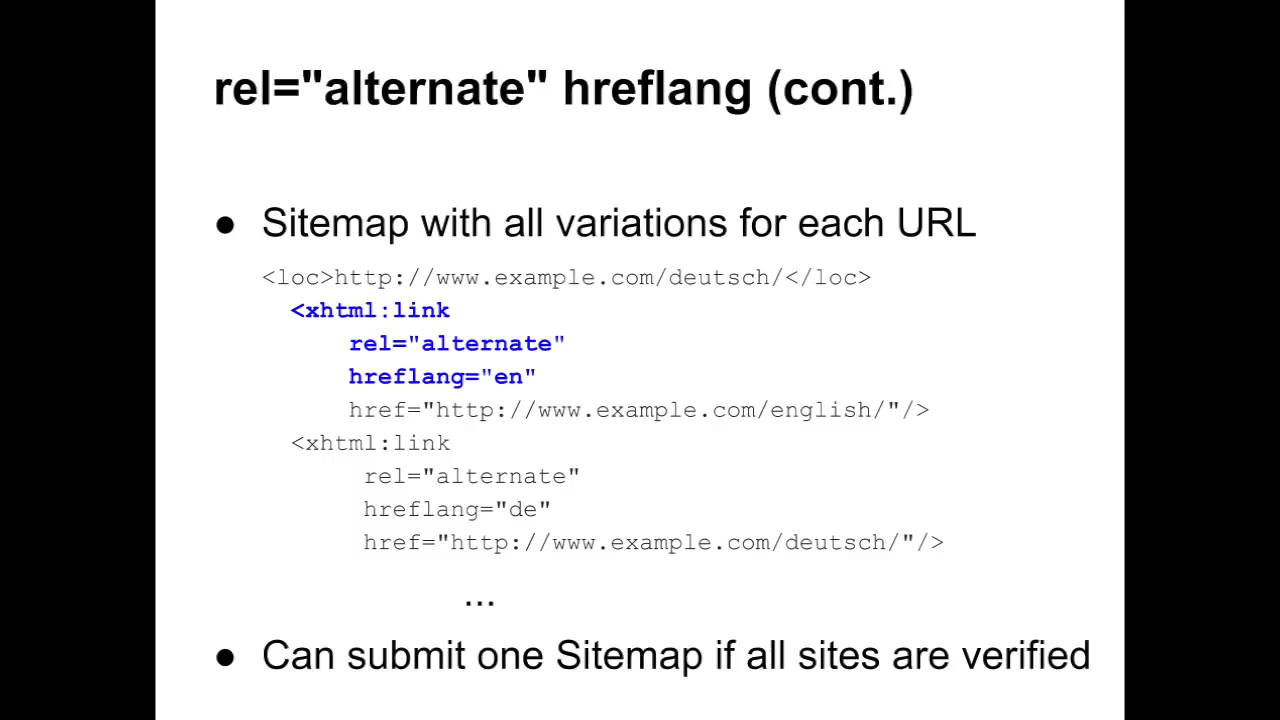 rel="alternate" hreflang (cont.)
● Sitemap with all variations for each URL
<loc>http://www.example.com/deutsch/</loc>
<xhtml:link
rel="alternate"
hreflang="en"
href="http://www.example.com/english/"/>
<xhtml:link
rel="alternate"
hreflang="de"
href="http://www.example.com/deutsch/"/>
...
● Can submit one Sitemap if all sites are verified